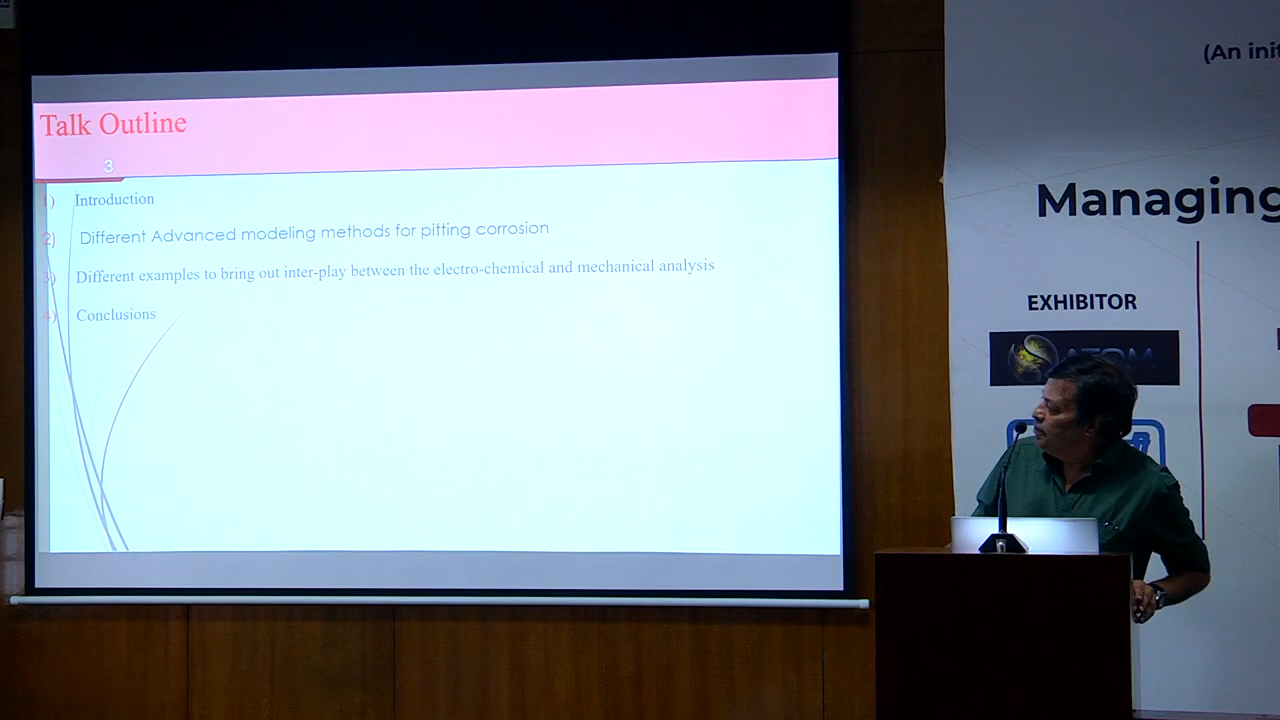 Talk Outline
3
1) Introduction
2) Different Advanced modeling methods for pitting corrosion
3) Different examples to bring out inter-play between the electro-chemical and mechanical analysis
4) Conclusions
(An
Managing
EXHIBITOR
ATOM